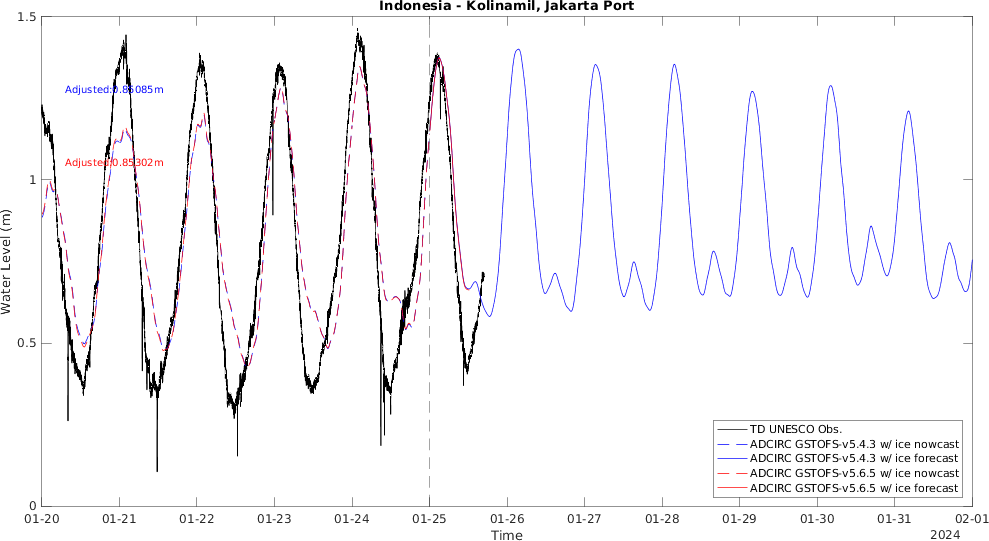 Indonesia - Kolinamil, Jakarta Port
1.5
Adjusted:0.85085m
Adjusted:0.85302m
1
Water Level (m)
0.5
TD UNESCO Obs.
ADCIRC GSTOFS-v5.4.3 w/ ice nowcast
ADCIRC GSTOFS-v5.4.3 w/ ice forecast
ADCIRC GSTOFS-v5.6.5 w/ ice nowcast
ADCIRC GSTOFS-v5.6.5 w/ ice forecast
0
01-20 01-21 01-22 01-23 01-24 01-25 01-26 01-27 01-28 01-29 01-30 01-31 02-01
Time 2024